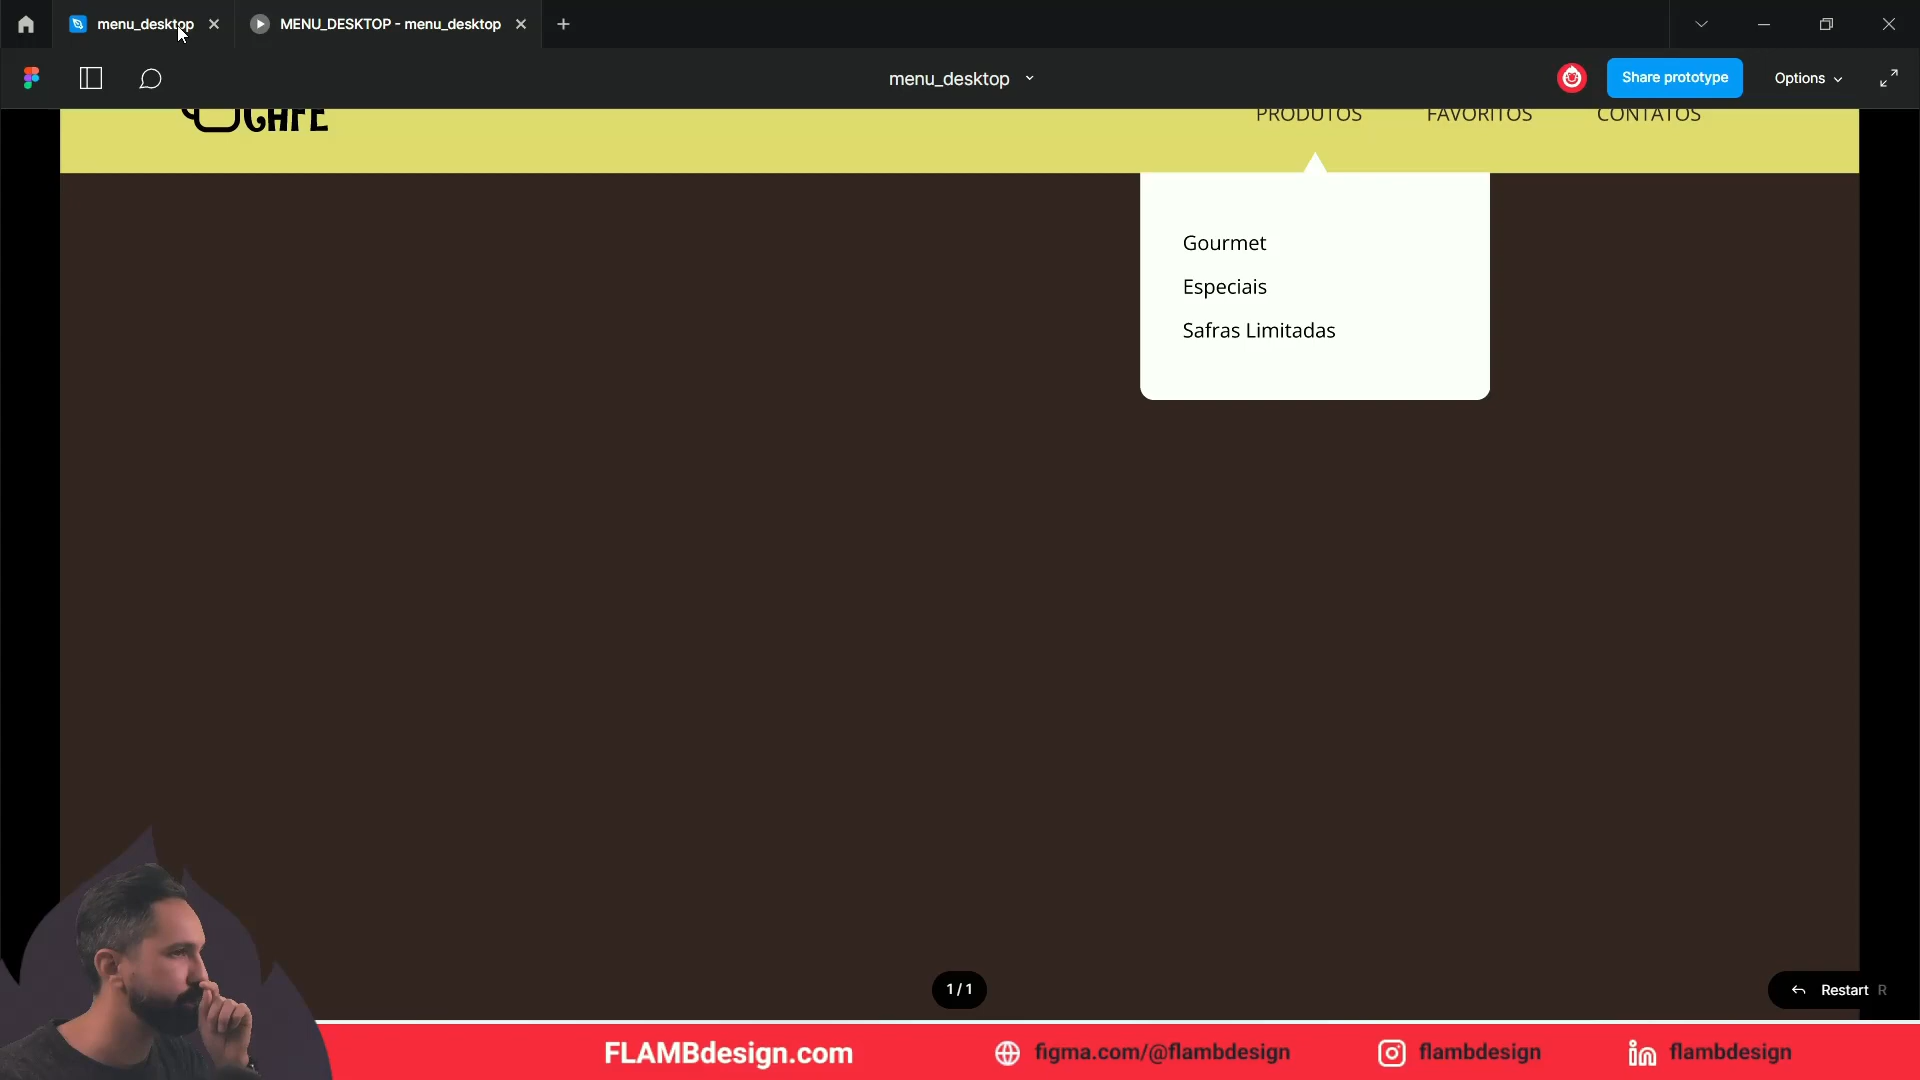 menu_desktop
MENU_DESKTOP - menu_desktop
menu_desktop
Share prototype
Options
CAFE
PRODUTOS
FAVORITOS
CONTATOS
Gourmet
Especiais
Safras Limitadas
1 / 1
Restart R
FLAMBdesign.com
figma.com/@flambdesign
flambdesign
flambdesign